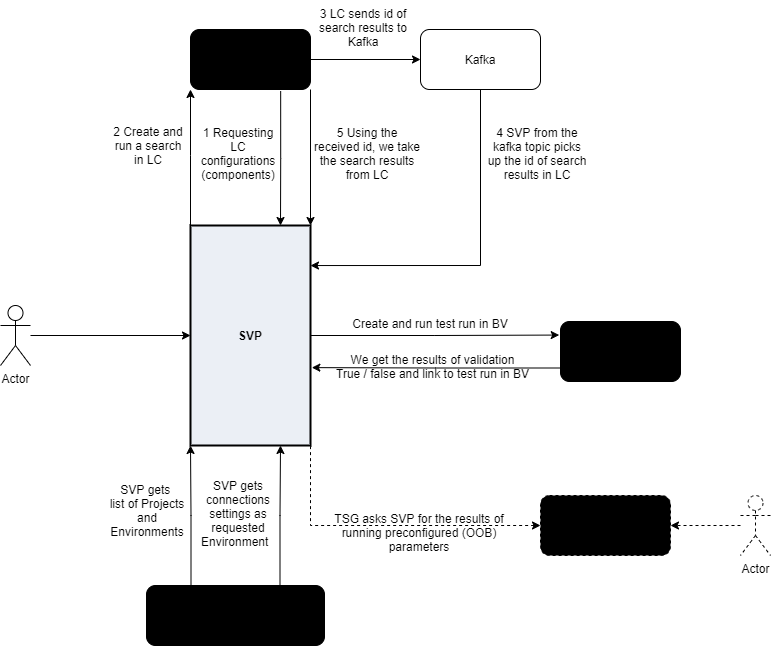 3 LC sends id of
search results to
Kafka
Kafka
2 Create and
run a search
in LC
1 Requesting
LC
configurations
(components)
5 Using the
received id, we take
the search results
from LC
4 SVP from the
kafka topic picks
up the id of search
results in LC
SVP
Actor
Create and run test run in BV
We get the results of validation
True / false and link to test run in BV
SVP gets
list of Projects
and
Environments
SVP gets
connections
settings as
requested
Environment
TSG asks SVP for the results of
running preconfigured (OOB)
parameters
Actor